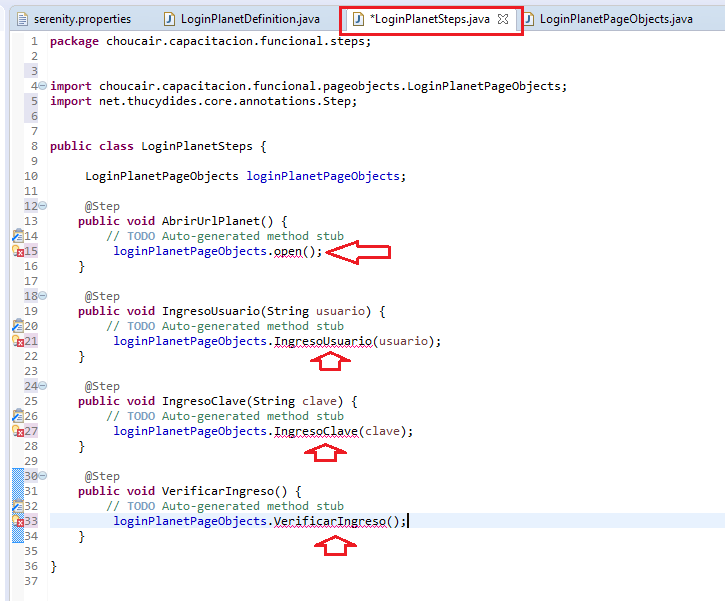 serenity.properties LoginPlanetDefinition.java *LoginPlanetSteps.java LoginPlanetPageObjects.java
1 package choucair.capacitacion.funcional.steps;
2
3
4 import choucair.capacitacion.funcional.pageobjects.LoginPlanetPageObjects;
5 import net.thucydides.core.annotations.Step;
6
7
8 public class LoginPlanetSteps {
9
10 LoginPlanetPageObjects loginPlanetPageObjects;
11
12 @Step
13 public void AbrirUrlPlanet() {
14 // TODO Auto-generated method stub
15 loginPlanetPageObjects.open();
16 }
17
18 @Step
19 public void IngresoUsuario(String usuario) {
20 // TODO Auto-generated method stub
21 loginPlanetPageObjects.IngresoUsuario(usuario);
22 }
23
24 @Step
25 public void IngresoClave(String clave) {
26 // TODO Auto-generated method stub
27 loginPlanetPageObjects.IngresoClave(clave);
28 }
29
30 @Step
31 public void VerificarIngreso() {
32 // TODO Auto-generated method stub
33 loginPlanetPageObjects.VerificarIngreso();
34 }
35
36 }
37